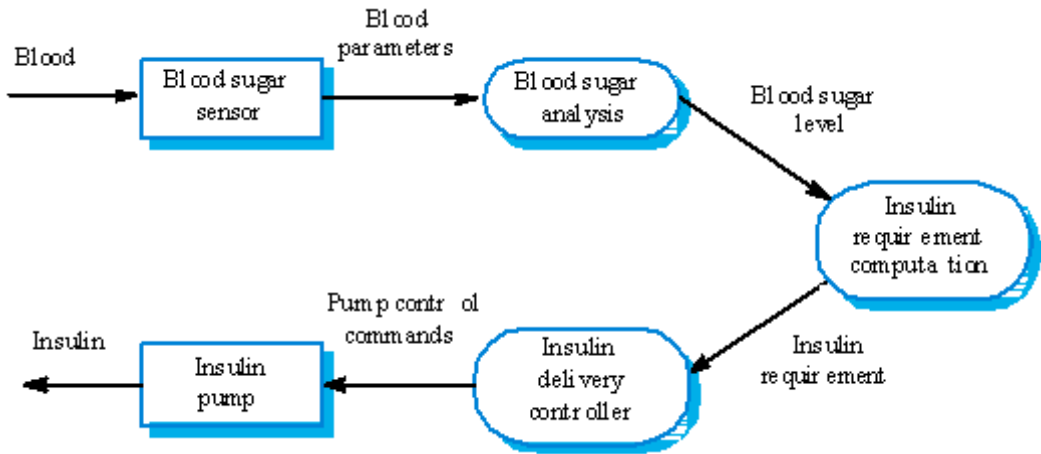 Blood
Blood sugar
sensor
Blood
parameters
Blood sugar
analysis
Blood sugar
level
Insulin
requirement
computation
Insulin
requirement
Insulin
delivery
controller
Pump control
commands
Insulin
pump
Insulin